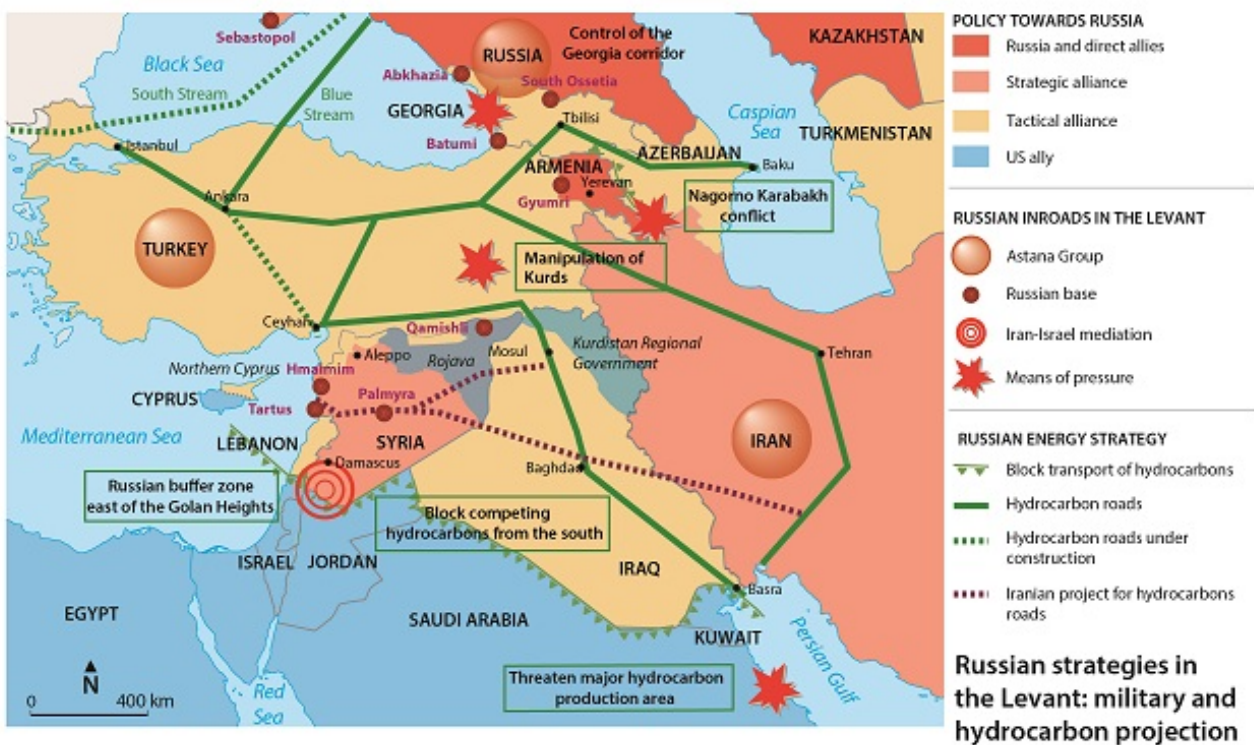 Sebastopol
Black Sea
South Stream
Blue
Stream
Istanbul
Ankara
TURKEY
RUSSIA
Control of the
Georgia corridor
KAZAKHSTAN
Abkhazia
South Ossetia
GEORGIA
Tbilisi
Batumi
Caspian
Sea
TURKMENISTAN
AZERBAIJAN
Baku
ARMENIA
Yerevan
Gyumri
Nagorno Karabakh
conflict
Manipulation of
Kurds
Ceyhan
Qamishli
Aleppo
Rojava
Mosul
Kurdistan Regional
Government
Tehran
Northern Cyprus
Hmaimim
CYPRUS
Tartus
Palmyra
Mediterranean Sea
LEBANON
SYRIA
IRAN
Damascus
Baghdad
Russian buffer zone
east of the Golan Heights
Block competing
hydrocarbons from the south
ISRAEL
JORDAN
IRAQ
Basra
EGYPT
SAUDI ARABIA
KUWAIT
Persian Gulf
Threaten major hydrocarbon
production area
Red
Sea
N
0 400 km
POLICY TOWARDS RUSSIA
Russia and direct allies
Strategic alliance
Tactical alliance
US ally
RUSSIAN INROADS IN THE LEVANT
Astana Group
Russian base
Iran-Israel mediation
Means of pressure
RUSSIAN ENERGY STRATEGY
Block transport of hydrocarbons
Hydrocarbon roads
Hydrocarbon roads under
construction
Iranian project for hydrocarbons
roads
Russian strategies in
the Levant: military and
hydrocarbon projection